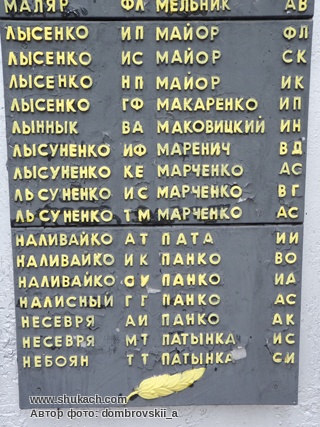 МАЛЯР ФЛ МЕЛЬНИК АВ
ЛЫСЕНКО ИП МАЙОР ФЛ
ЛЫСЕНКО ИС МАЙОР СК
ЛЫСЕНКО НП МАЙОР ИК
ЛЫСЕНКО ГФ МАКАРЕНКО ИП
ЛЫННЫК ВА МАКОВИЦКИЙ ИН
ЛЫСУНЕНКО ИФ МАРЕНИЧ ВД
ЛЫСУНЕНКО КЕ МАРЧЕНКО АС
ЛЫСУНЕНКО ИС МАРЧЕНКО ВГ
ЛЫСУНЕНКО ТМ МАРЧЕНКО АС
НАЛИВАЙКО АТ ПАТА ИИ
НАЛИВАЙКО ИК ПАНКО ВО
НАЛИВАЙКО СИ ПАНКО ИА
НАЛИСНЫЙ ГГ ПАНКО АС
НЕСЕВРЯ АИ ПАНКО АК
НЕСЕВРЯ МТ ПАТЫНКА ИС
НЕБОЯН ТТ ПАТЫНКА СИ
www.shukach.com
Автор фото: dombrovskii_a